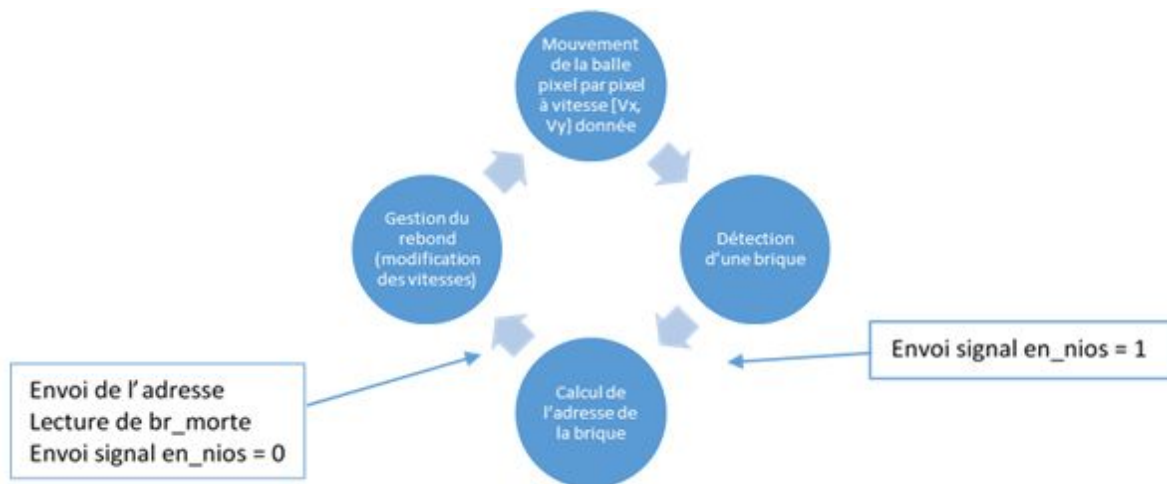 Mouvement
de la balle
pixel par pixel
à vitesse [Vx,
Vy] donnée
Gestion du
rebond
(modification
des vitesses)
Détection
d'une brique
Envoi signal en_nios = 1
Calcul de
l'adresse de
la brique
Envoi de l'adresse
Lecture de br_morte
Envoi signal en_nios = 0